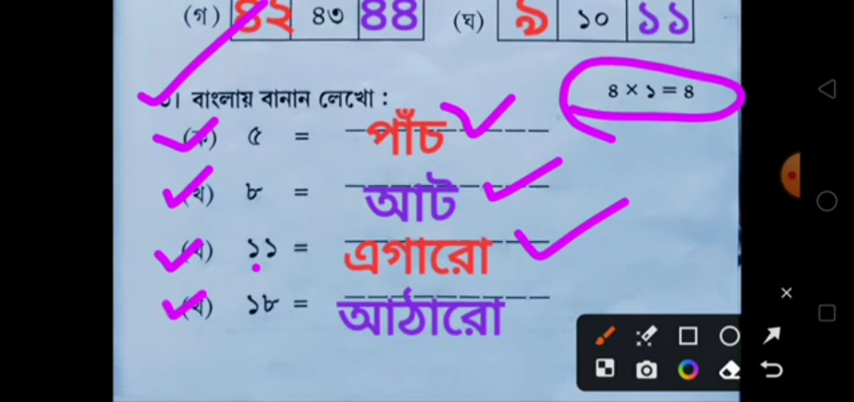 (গ) ৪২ ৪৩ ৪৪ (ঘ) ৯ ১০ ১১
৩। বাংলায় বানান লেখো :
৪ × ১ = ৪
(ক) ৫ = পাঁচ
(খ) ৮ = আট
(গ) ১১ = এগারো
(ঘ) ১৮ = আঠারো